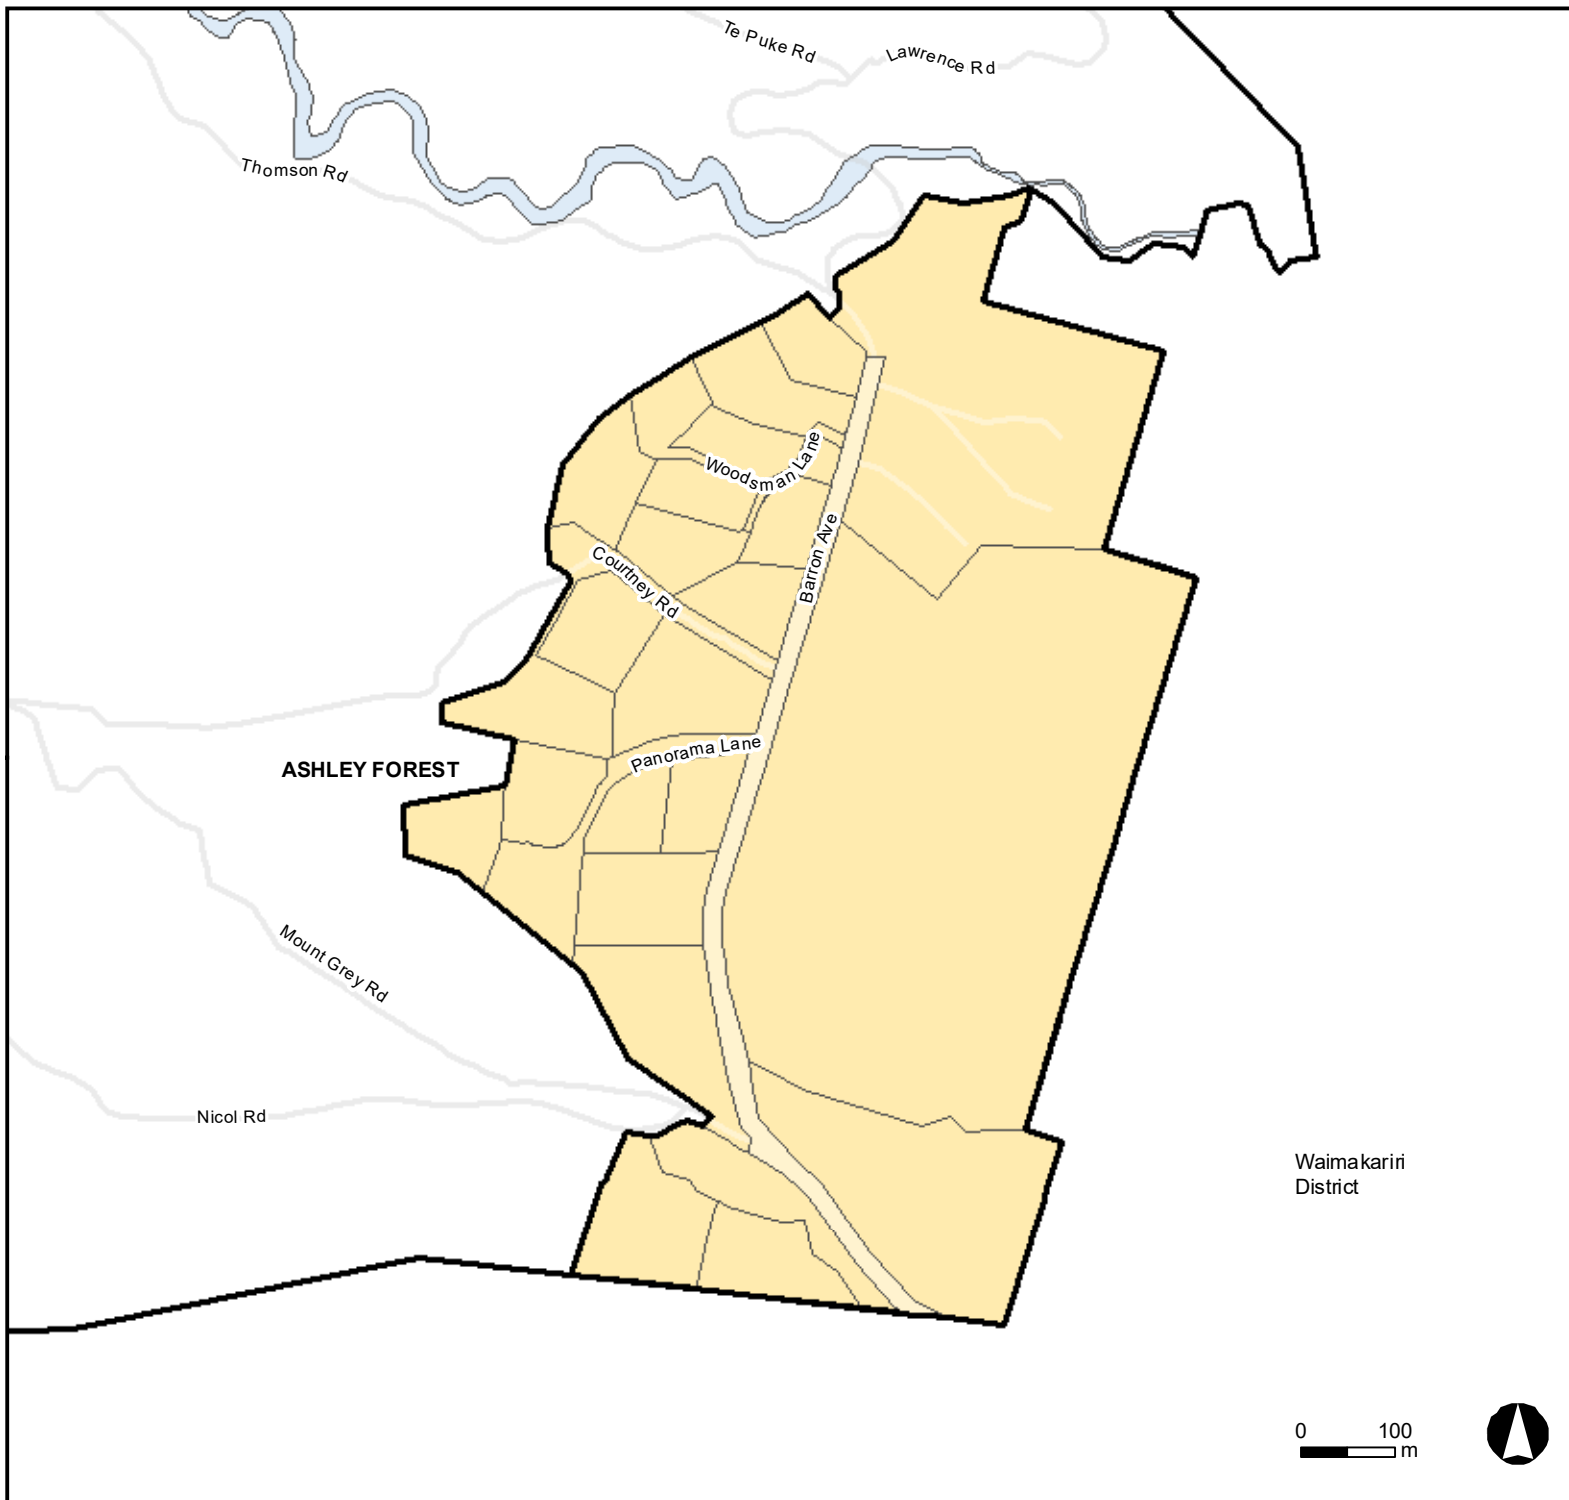 Te Puke Rd
Lawrence Rd
Thomson Rd
Woodsman Lane
Barron Ave
Courtney Rd
Panorama Lane
ASHLEY FOREST
Mount Grey Rd
Nicol Rd
Waimakariri
District
0 100
m